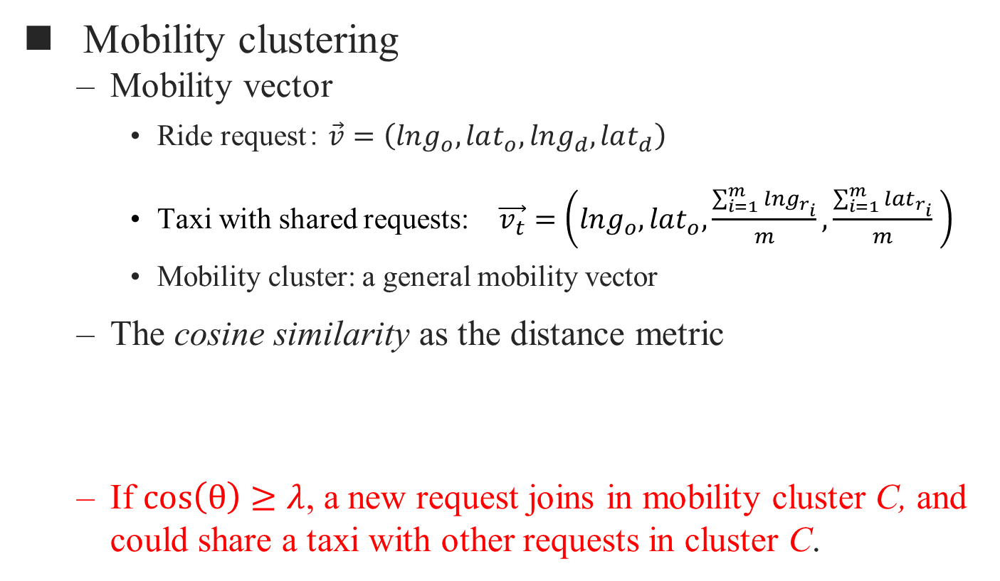 ■ Mobility clustering
– Mobility vector
• Ride request: $\vec{v} = (lng_o, lat_o, lng_d, lat_d)$
• Taxi with shared requests: $\overrightarrow{v_t} = \left(lng_o, lat_o, \frac{\sum_{i=1}^{m} lng_{r_i}}{m}, \frac{\sum_{i=1}^{m} lat_{r_i}}{m}\right)$
• Mobility cluster: a general mobility vector
– The cosine similarity as the distance metric
– If cos(θ) ≥ λ, a new request joins in mobility cluster C, and
could share a taxi with other requests in cluster C.